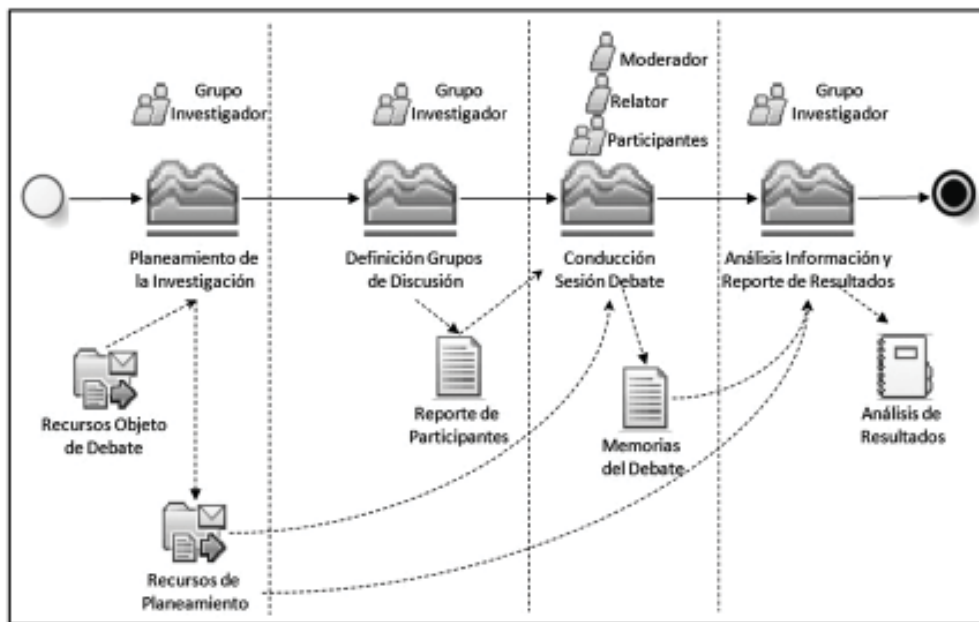 Grupo
Investigador
Planeamiento de
la Investigación
Recursos Objeto
de Debate
Recursos de
Planeamiento
Grupo
Investigador
Definición Grupos
de Discusión
Reporte de
Participantes
Moderador
Relator
Participantes
Conducción
Sesión Debate
Memorias
del Debate
Grupo
Investigador
Análisis Información y
Reporte de Resultados
Análisis de
Resultados